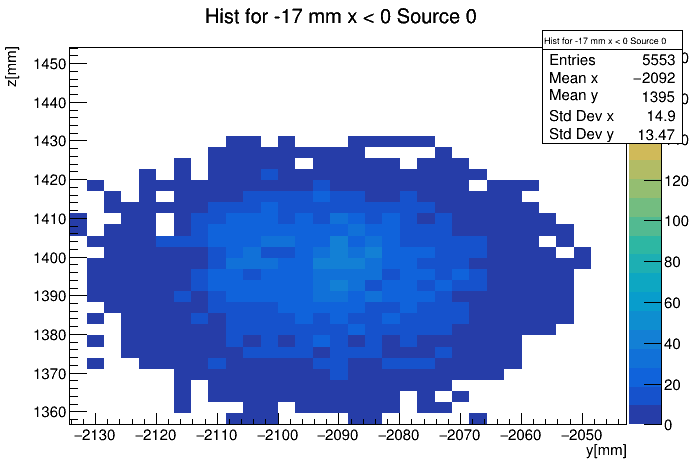 Hist for -17 mm x < 0 Source 0
Hist for -17 mm x < 0 Source 0
Entries 5553
Mean x −2092
Mean y 1395
Std Dev x 14.9
Std Dev y 13.47
z[mm]
1450
1440
1430
1420
1410
1400
1390
1380
1370
1360
−2130 −2120 −2110 −2100 −2090 −2080 −2070 −2060 −2050
y[mm]
120
100
80
60
40
20
0